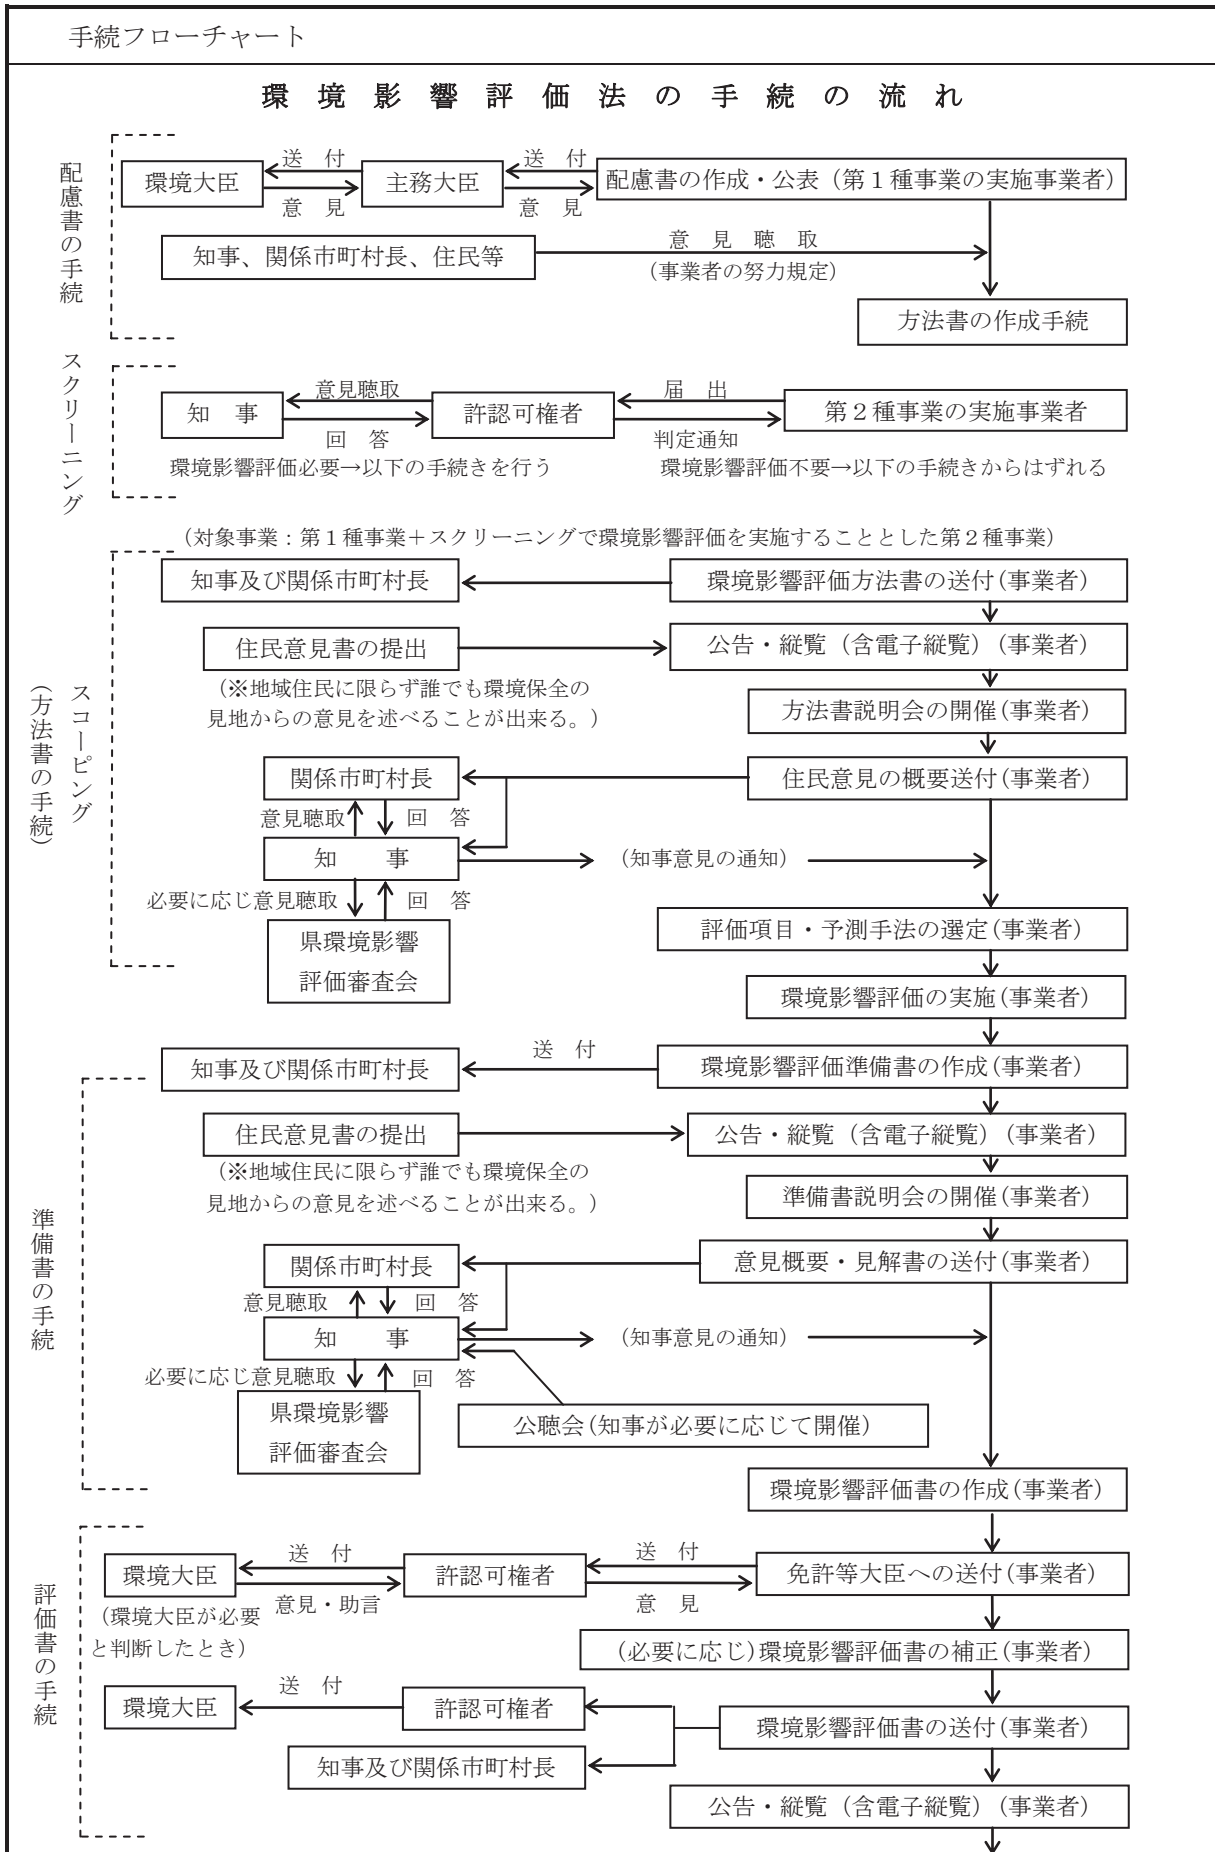 手続フローチャート
環境影響評価法の手続の流れ
配慮書の手続
環境大臣
送　付
意　見
主務大臣
送　付
意　見
配慮書の作成・公表（第１種事業の実施事業者）
知事、関係市町村長、住民等
意　見　聴　取
（事業者の努力規定）
方法書の作成手続
スクリーニング
知　事
意見聴取
回　答
許認可権者
届　出
判定通知
第２種事業の実施事業者
環境影響評価必要→以下の手続きを行う
環境影響評価不要→以下の手続きからはずれる
（対象事業：第１種事業＋スクリーニングで環境影響評価を実施することとした第２種事業）
スコーピング
（方法書の手続）
知事及び関係市町村長
環境影響評価方法書の送付（事業者）
住民意見書の提出
公告・縦覧（含電子縦覧）（事業者）
（※地域住民に限らず誰でも環境保全の
見地からの意見を述べることが出来る。）
方法書説明会の開催（事業者）
関係市町村長
住民意見の概要送付（事業者）
意見聴取
回　答
知　　事
（知事意見の通知）
必要に応じ意見聴取
回　答
県環境影響
評価審査会
評価項目・予測手法の選定（事業者）
環境影響評価の実施（事業者）
準備書の手続
知事及び関係市町村長
送　付
環境影響評価準備書の作成（事業者）
住民意見書の提出
公告・縦覧（含電子縦覧）（事業者）
（※地域住民に限らず誰でも環境保全の
見地からの意見を述べることが出来る。）
準備書説明会の開催（事業者）
関係市町村長
意見概要・見解書の送付（事業者）
意見聴取
回　答
知　　事
（知事意見の通知）
必要に応じ意見聴取
回　答
県環境影響
評価審査会
公聴会（知事が必要に応じて開催）
環境影響評価書の作成（事業者）
評価書の手続
環境大臣
送　付
意見・助言
許認可権者
送　付
意　見
免許等大臣への送付（事業者）
（環境大臣が必要
と判断したとき）
（必要に応じ）環境影響評価書の補正（事業者）
環境大臣
送　付
許認可権者
環境影響評価書の送付（事業者）
知事及び関係市町村長
公告・縦覧（含電子縦覧）（事業者）